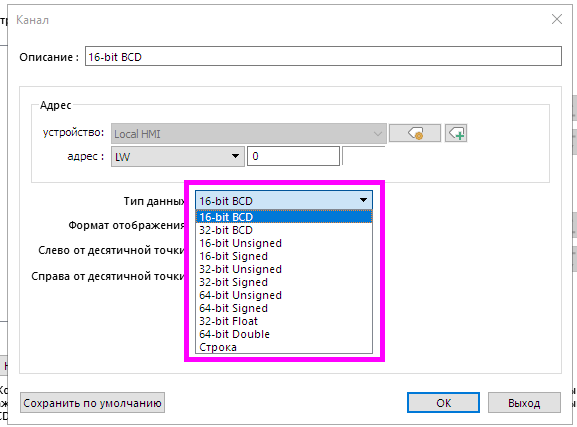 Канал
Описание : 16-bit BCD
Адрес
устройство: Local HMI
адрес : LW 0
Тип данных 16-bit BCD
16-bit BCD
Формат отображения
32-bit BCD
16-bit Unsigned
Слево от десятичной точки
16-bit Signed
32-bit Unsigned
Справа от десятичной точки
32-bit Signed
64-bit Unsigned
64-bit Signed
32-bit Float
64-bit Double
Строка
Сохранить по умолчанию OK Выход